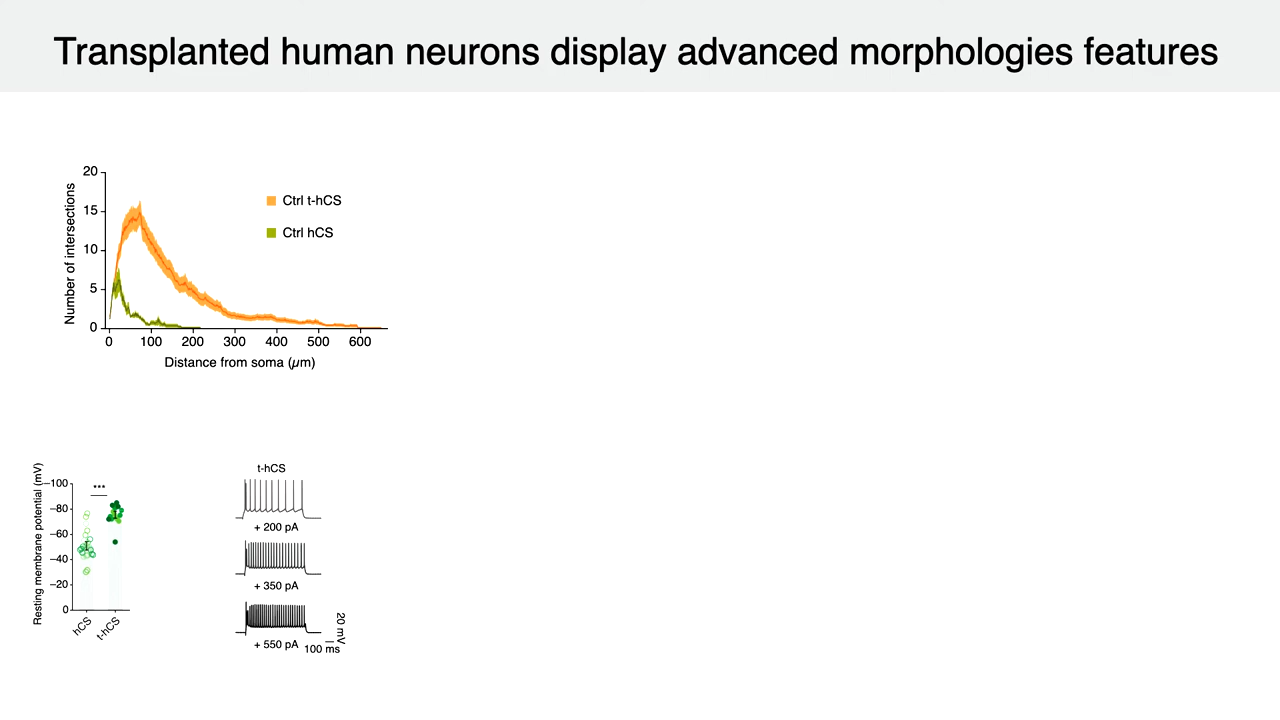 Transplanted human neurons display advanced morphologies features
Number of intersections
20
15
10
5
0
Ctrl t-hCS
Ctrl hCS
0 100 200 300 400 500 600
Distance from soma (µm)
Resting membrane potential (mV)
–100
–80
–60
–40
–20
0
***
hCS
t-hCS
t-hCS
+ 200 pA
+ 350 pA
+ 550 pA
20 mV
100 ms